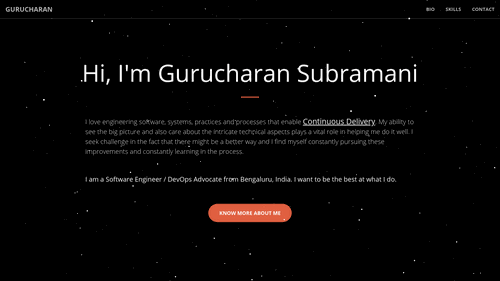 GURUCHARAN
BIO SKILLS CONTACT
Hi, I'm Gurucharan Subramani
I love engineering software, systems, practices and processes that enable Continuous Delivery. My ability to
see the big picture and also care about the intricate technical aspects plays a vital role in helping me do it well. I
seek challenge in the fact that there might be a better way and I find myself constantly pursuing these
improvements and constantly learning in the process.
I am a Software Engineer / DevOps Advocate from Bengaluru, India. I want to be the best at what I do.
KNOW MORE ABOUT ME